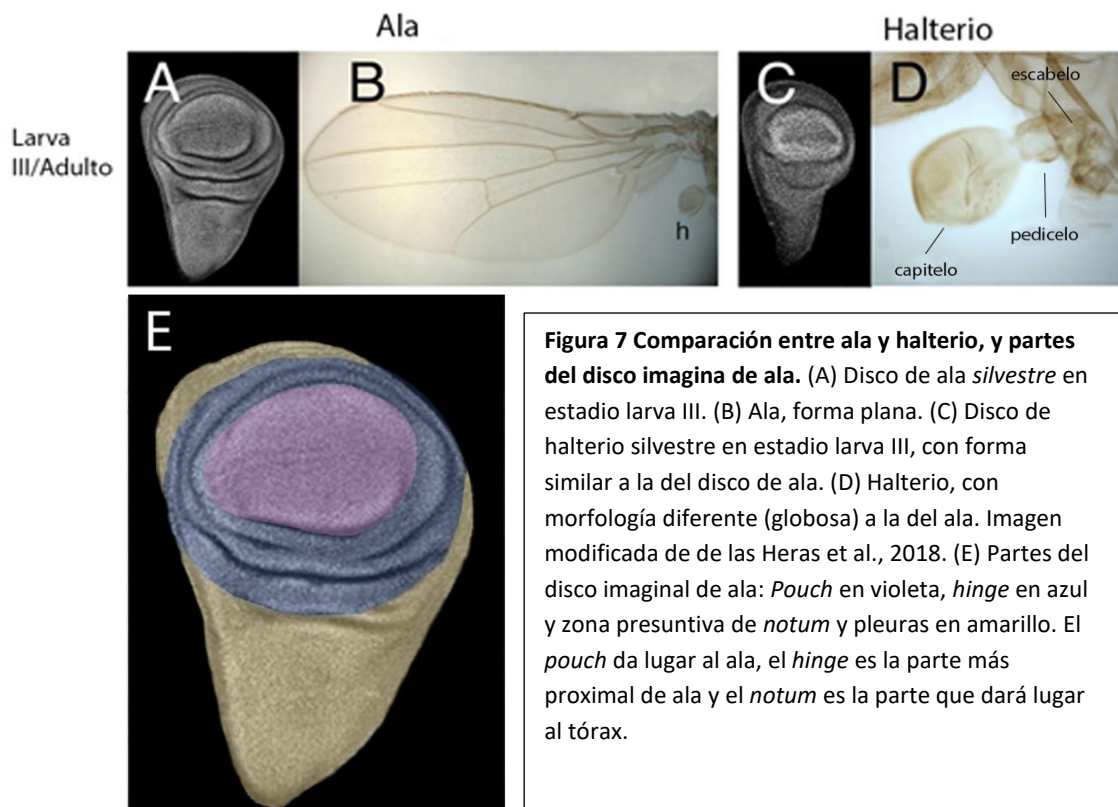 Ala
Halterio
Larva
III/Adulto
A
B
h
C
D
escabelo
pedicelo
capitelo
E
Figura 7 Comparación entre ala y halterio, y partes
del disco imagina de ala. (A) Disco de ala silvestre en
estadio larva III. (B) Ala, forma plana. (C) Disco de
halterio silvestre en estadio larva III, con forma
similar a la del disco de ala. (D) Halterio, con
morfología diferente (globosa) a la del ala. Imagen
modificada de de las Heras et al., 2018. (E) Partes del
disco imaginal de ala: Pouch en violeta, hinge en azul
y zona presuntiva de notum y pleuras en amarillo. El
pouch da lugar al ala, el hinge es la parte más
proximal de ala y el notum es la parte que dará lugar
al tórax.